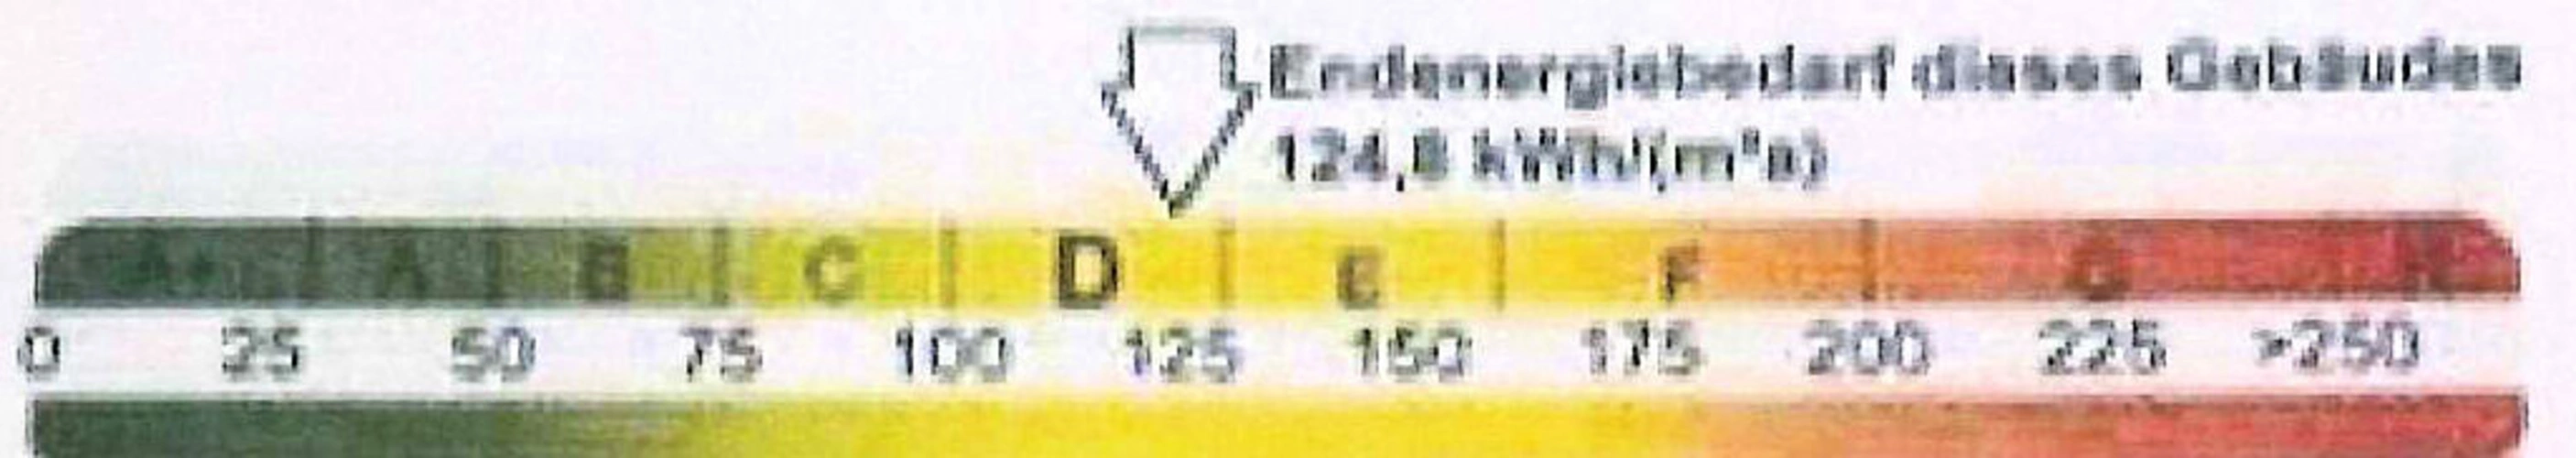 Endenergiebedarf dieses Gebäudes
124,8 kWh/(m²a)
A+ A B C D E F G H
0 25 50 75 100 125 150 175 200 225 >250